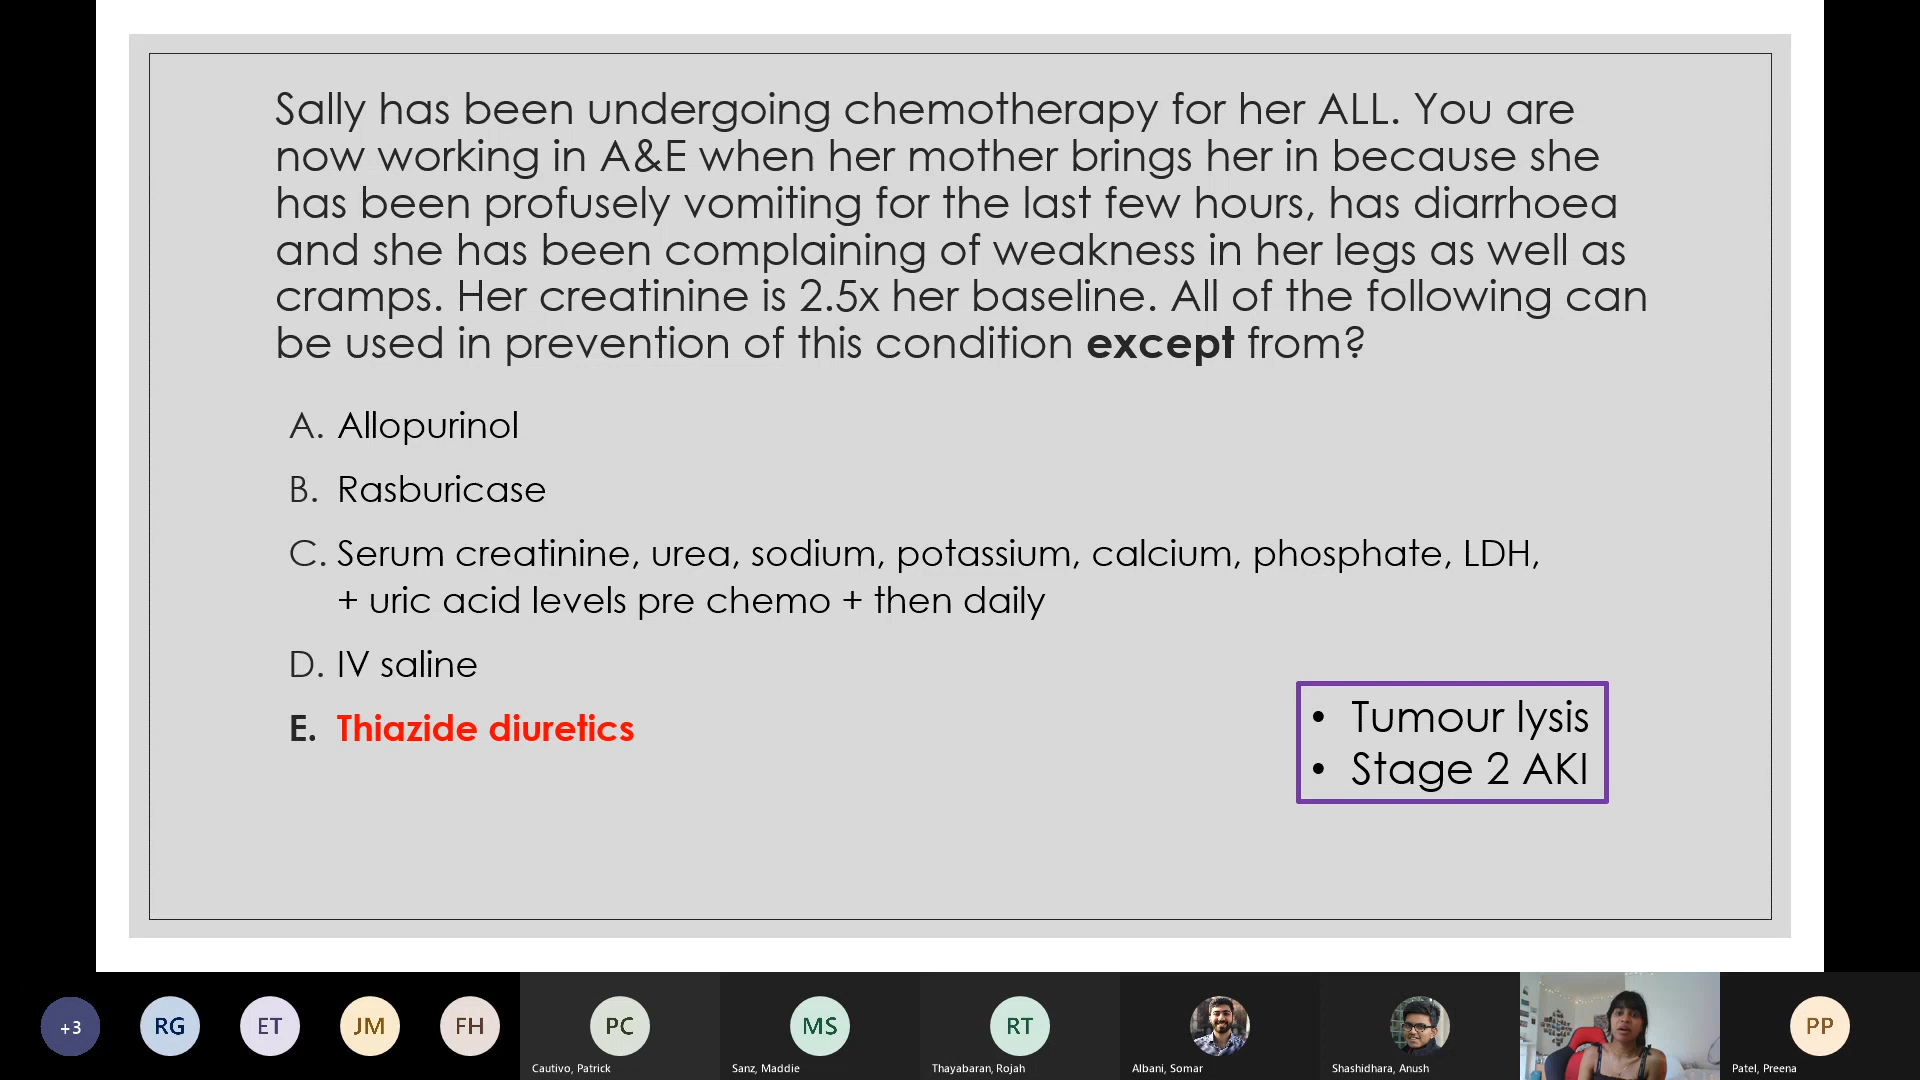 Sally has been undergoing chemotherapy for her ALL. You are
now working in A&E when her mother brings her in because she
has been profusely vomiting for the last few hours, has diarrhoea
and she has been complaining of weakness in her legs as well as
cramps. Her creatinine is 2.5x her baseline. All of the following can
be used in prevention of this condition except from?
A. Allopurinol
B. Rasburicase
C. Serum creatinine, urea, sodium, potassium, calcium, phosphate, LDH,
+ uric acid levels pre chemo + then daily
D. IV saline
E. Thiazide diuretics
• Tumour lysis
• Stage 2 AKI
+3
RG
ET
JM
FH
PC
Cautivo, Patrick
MS
Sanz, Maddie
RT
Thayabaran, Rojah
Albani, Somar
Shashidhara, Anush
PP
Patel, Preena